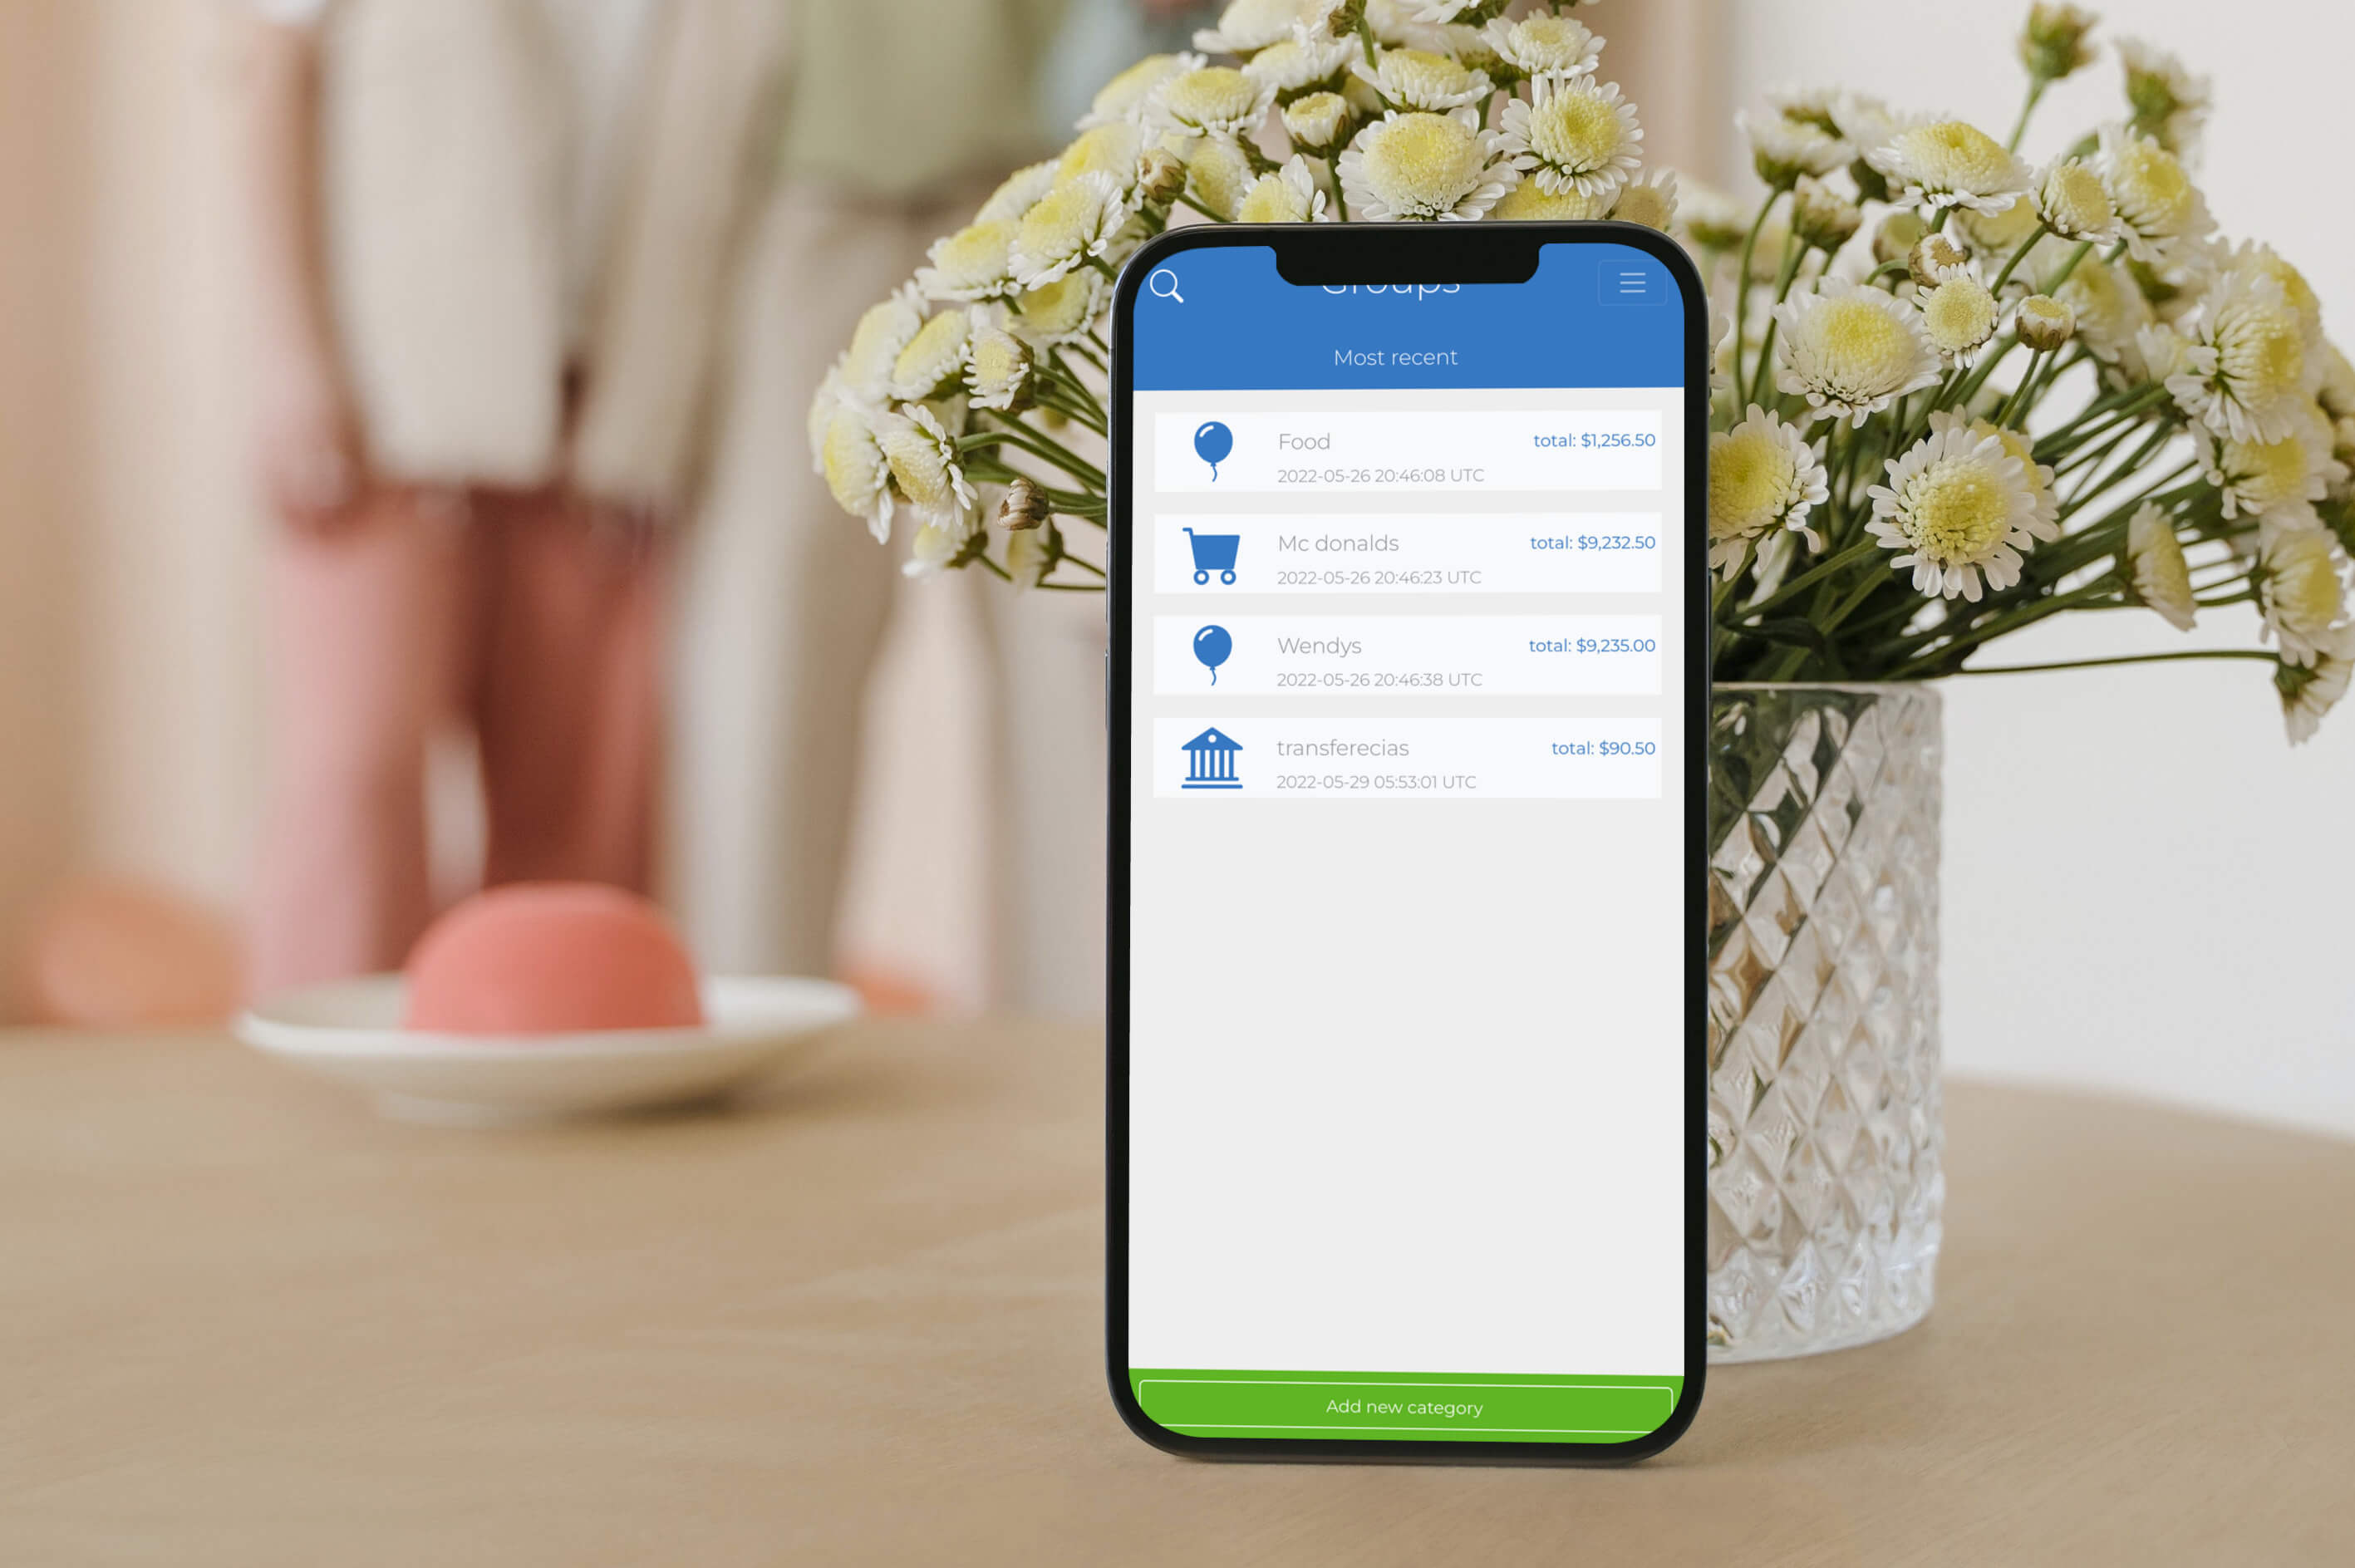 Groups
Most recent
Food
total: $1,256.50
2022-05-26 20:46:08 UTC
Mc donalds
total: $9,232.50
2022-05-26 20:46:23 UTC
Wendys
total: $9,235.00
2022-05-26 20:46:38 UTC
transferecias
total: $90.50
2022-05-29 05:53:01 UTC
Add new category